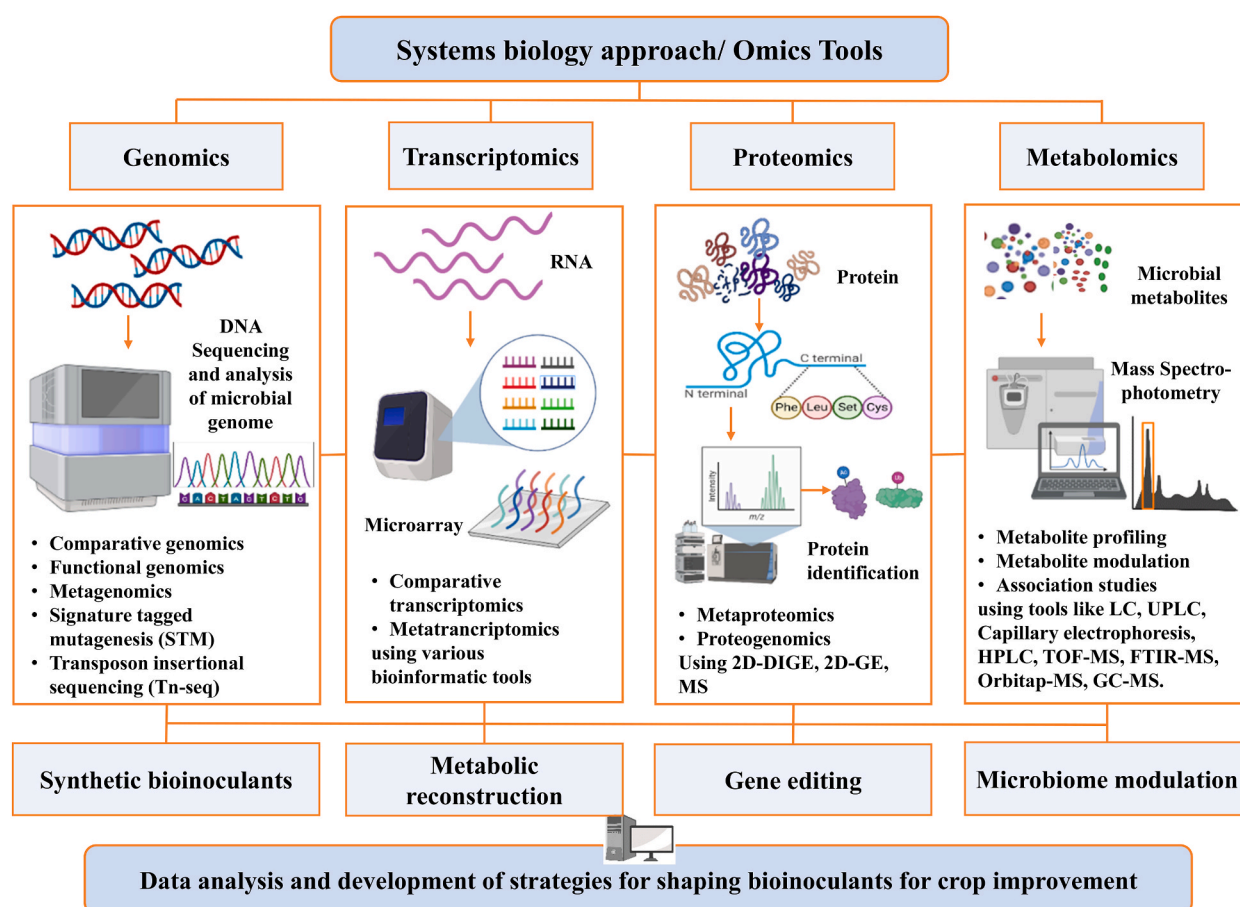 Systems biology approach/ Omics Tools
Genomics
Transcriptomics
Proteomics
Metabolomics
DNA
Sequencing
and analysis
of microbial
genome
G A C T A G T C T G
• Comparative genomics
• Functional genomics
• Metagenomics
• Signature tagged
mutagenesis (STM)
• Transposon insertional
sequencing (Tn-seq)
RNA
Microarray
• Comparative
transcriptomics
• Metatrancriptomics
using various
bioinformatic tools
Protein
C terminal
N terminal
Phe Leu Set Cys
Intensity
m/z
Protein
identification
• Metaproteomics
• Proteogenomics
Using 2D-DIGE, 2D-GE,
MS
Microbial
metabolites
Mass Spectro-
photometry
• Metabolite profiling
• Metabolite modulation
• Association studies
using tools like LC, UPLC,
Capillary electrophoresis,
HPLC, TOF-MS, FTIR-MS,
Orbitap-MS, GC-MS.
Synthetic bioinoculants
Metabolic
reconstruction
Gene editing
Microbiome modulation
Data analysis and development of strategies for shaping bioinoculants for crop improvement